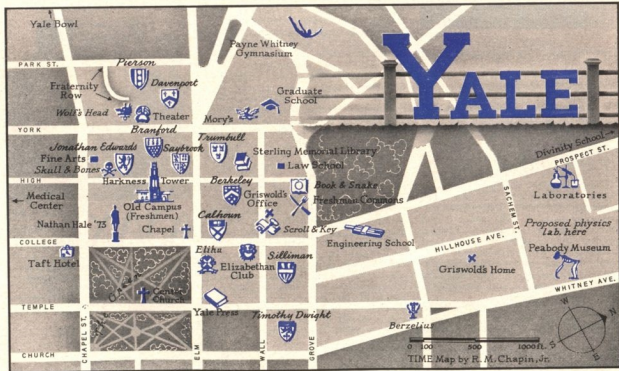 Yale Bowl
PARK ST.
Fraternity
Row
Wolf's Head
Pierson
Davenport
Theater
Payne Whitney
Gymnasium
Graduate
School
Mory's
YALE
YORK
Jonathan Edwards
Branford
Saybrook
Trumbull
Fine Arts
Skull & Bones
Sterling Memorial Library
Law School
Divinity School
PROSPECT ST.
HIGH
Harkness Tower
Berkeley
Book & Snake
Medical
Center
Old Campus
(Freshmen)
Griswold's
Office
Freshmen Commons
SACHEM ST.
Laboratories
Nathan Hale '73
Chapel
Calhoun
Scroll & Key
Engineering School
Proposed physics
lab. here
COLLEGE
HILLHOUSE AVE.
Taft Hotel
Elihu
Elizabethan
Club
Silliman
Griswold's Home
Peabody Museum
Center
Church
WHITNEY AVE.
TEMPLE
Yale Press
Timothy Dwight
Berzelius
CHURCH
CHAPEL ST.
ELM
WALL
GROVE
0 100 500 1000 ft.
TIME Map by R. M. Chapin, Jr.
W
N
S
E